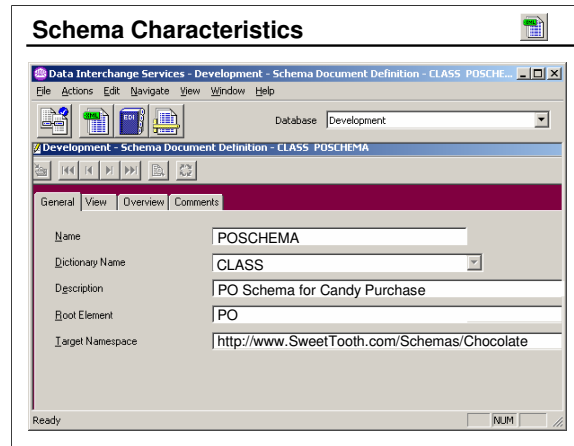 Schema Characteristics
Data Interchange Services - Development - Schema Document Definition - CLASS POSCHE...
File Actions Edit Navigate View Window Help
XML EDI Database Development
Development - Schema Document Definition - CLASS POSCHEMA
General View Overview Comments
Name POSCHEMA
Dictionary Name CLASS
Description PO Schema for Candy Purchase
Root Element PO
Target Namespace http://www.SweetTooth.com/Schemas/Chocolate
Ready NUM